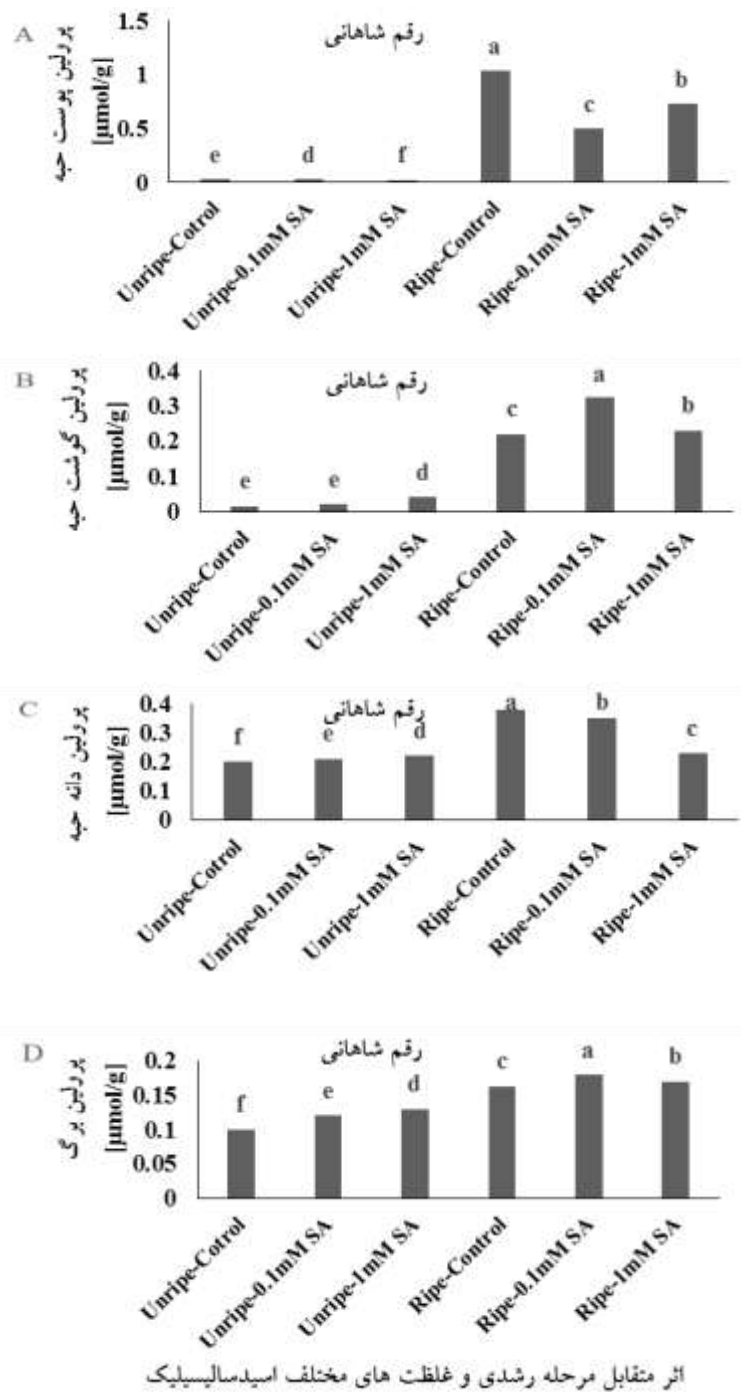 A
رقم شاهانی
پرولین پوست حبه
[µmol/g]
1.5
1
0.5
0
e
d
f
a
c
b
Unripe-Cotrol
Unripe-0.1mM SA
Unripe-1mM SA
Ripe-Control
Ripe-0.1mM SA
Ripe-1mM SA
B
رقم شاهانی
پرولین گوشت حبه
[µmol/g]
0.4
0.3
0.2
0.1
0
e
e
d
c
a
b
Unripe-Cotrol
Unripe-0.1mM SA
Unripe-1mM SA
Ripe-Control
Ripe-0.1mM SA
Ripe-1mM SA
C
رقم شاهانی
پرولین دانه حبه
[µmol/g]
0.4
0.3
0.2
0.1
0
f
e
d
a
b
c
Unripe-Cotrol
Unripe-0.1mM SA
Unripe-1mM SA
Ripe-Control
Ripe-0.1mM SA
Ripe-1mM SA
D
رقم شاهانی
پرولین برگ
[µmol/g]
0.2
0.15
0.1
0.05
0
f
e
d
c
a
b
Unripe-Cotrol
Unripe-0.1mM SA
Unripe-1mM SA
Ripe-Control
Ripe-0.1mM SA
Ripe-1mM SA
اثر متقابل مرحله رشدی و غلظت های مختلف اسیدسالیسیلیک